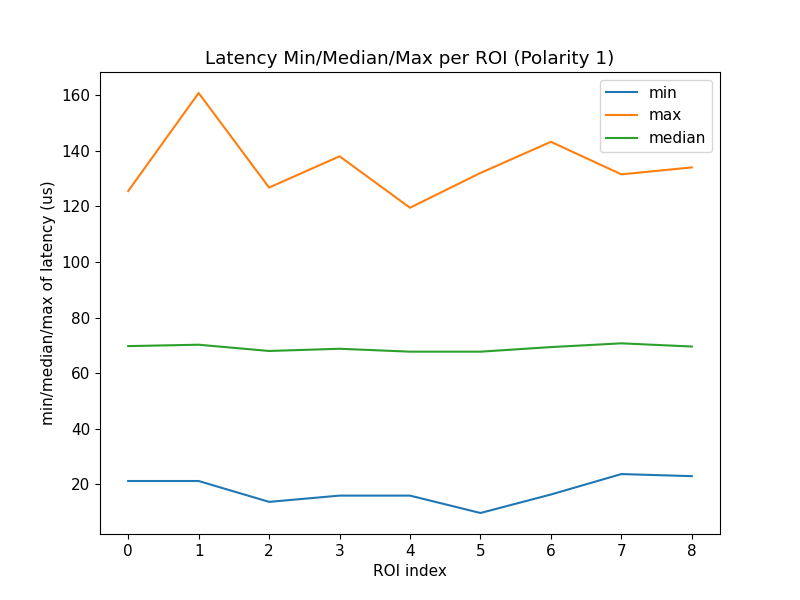 Latency Min/Median/Max per ROI (Polarity 1)
min
max
median
min/median/max of latency (us)
160
140
120
100
80
60
40
20
0 1 2 3 4 5 6 7 8
ROI index